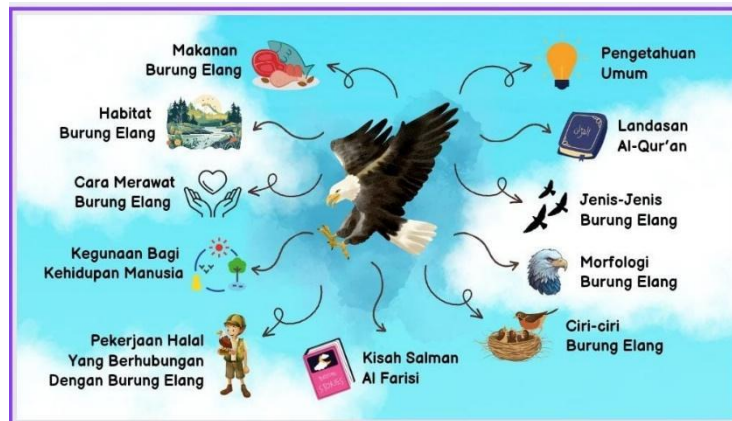 Makanan
Burung Elang
Habitat
Burung Elang
Cara Merawat
Burung Elang
Kegunaan Bagi
Kehidupan Manusia
Pekerjaan Halal
Yang Berhubungan
Dengan Burung Elang
Kisah Salman
Al Farisi
Pengetahuan
Umum
Landasan
Al-Qur'an
Jenis-Jenis
Burung Elang
Morfologi
Burung Elang
Ciri-ciri
Burung Elang